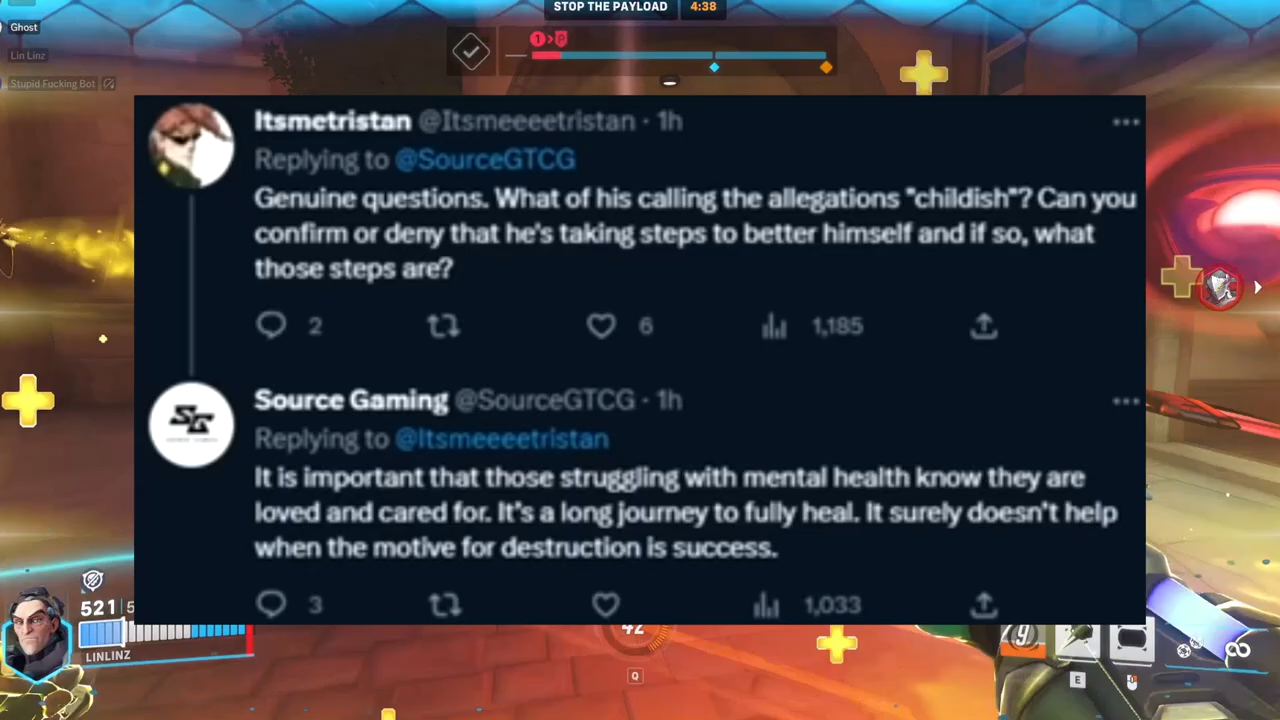 STOP THE PAYLOAD 4:38
Ghost
Lin Linz
Stupid Fucking Bot
1 > P
Itsmetristan @Itsmeeeetristan · 1h
Replying to @SourceGTCG
Genuine questions. What of his calling the allegations "childish"? Can you
confirm or deny that he's taking steps to better himself and if so, what
those steps are?
2 6 1,185
SG
Source Gaming @SourceGTCG · 1h
Replying to @Itsmeeeetristan
It is important that those struggling with mental health know they are
loved and cared for. It's a long journey to fully heal. It surely doesn't help
when the motive for destruction is success.
3 1,033
521
LINLINZ
42
Q
E